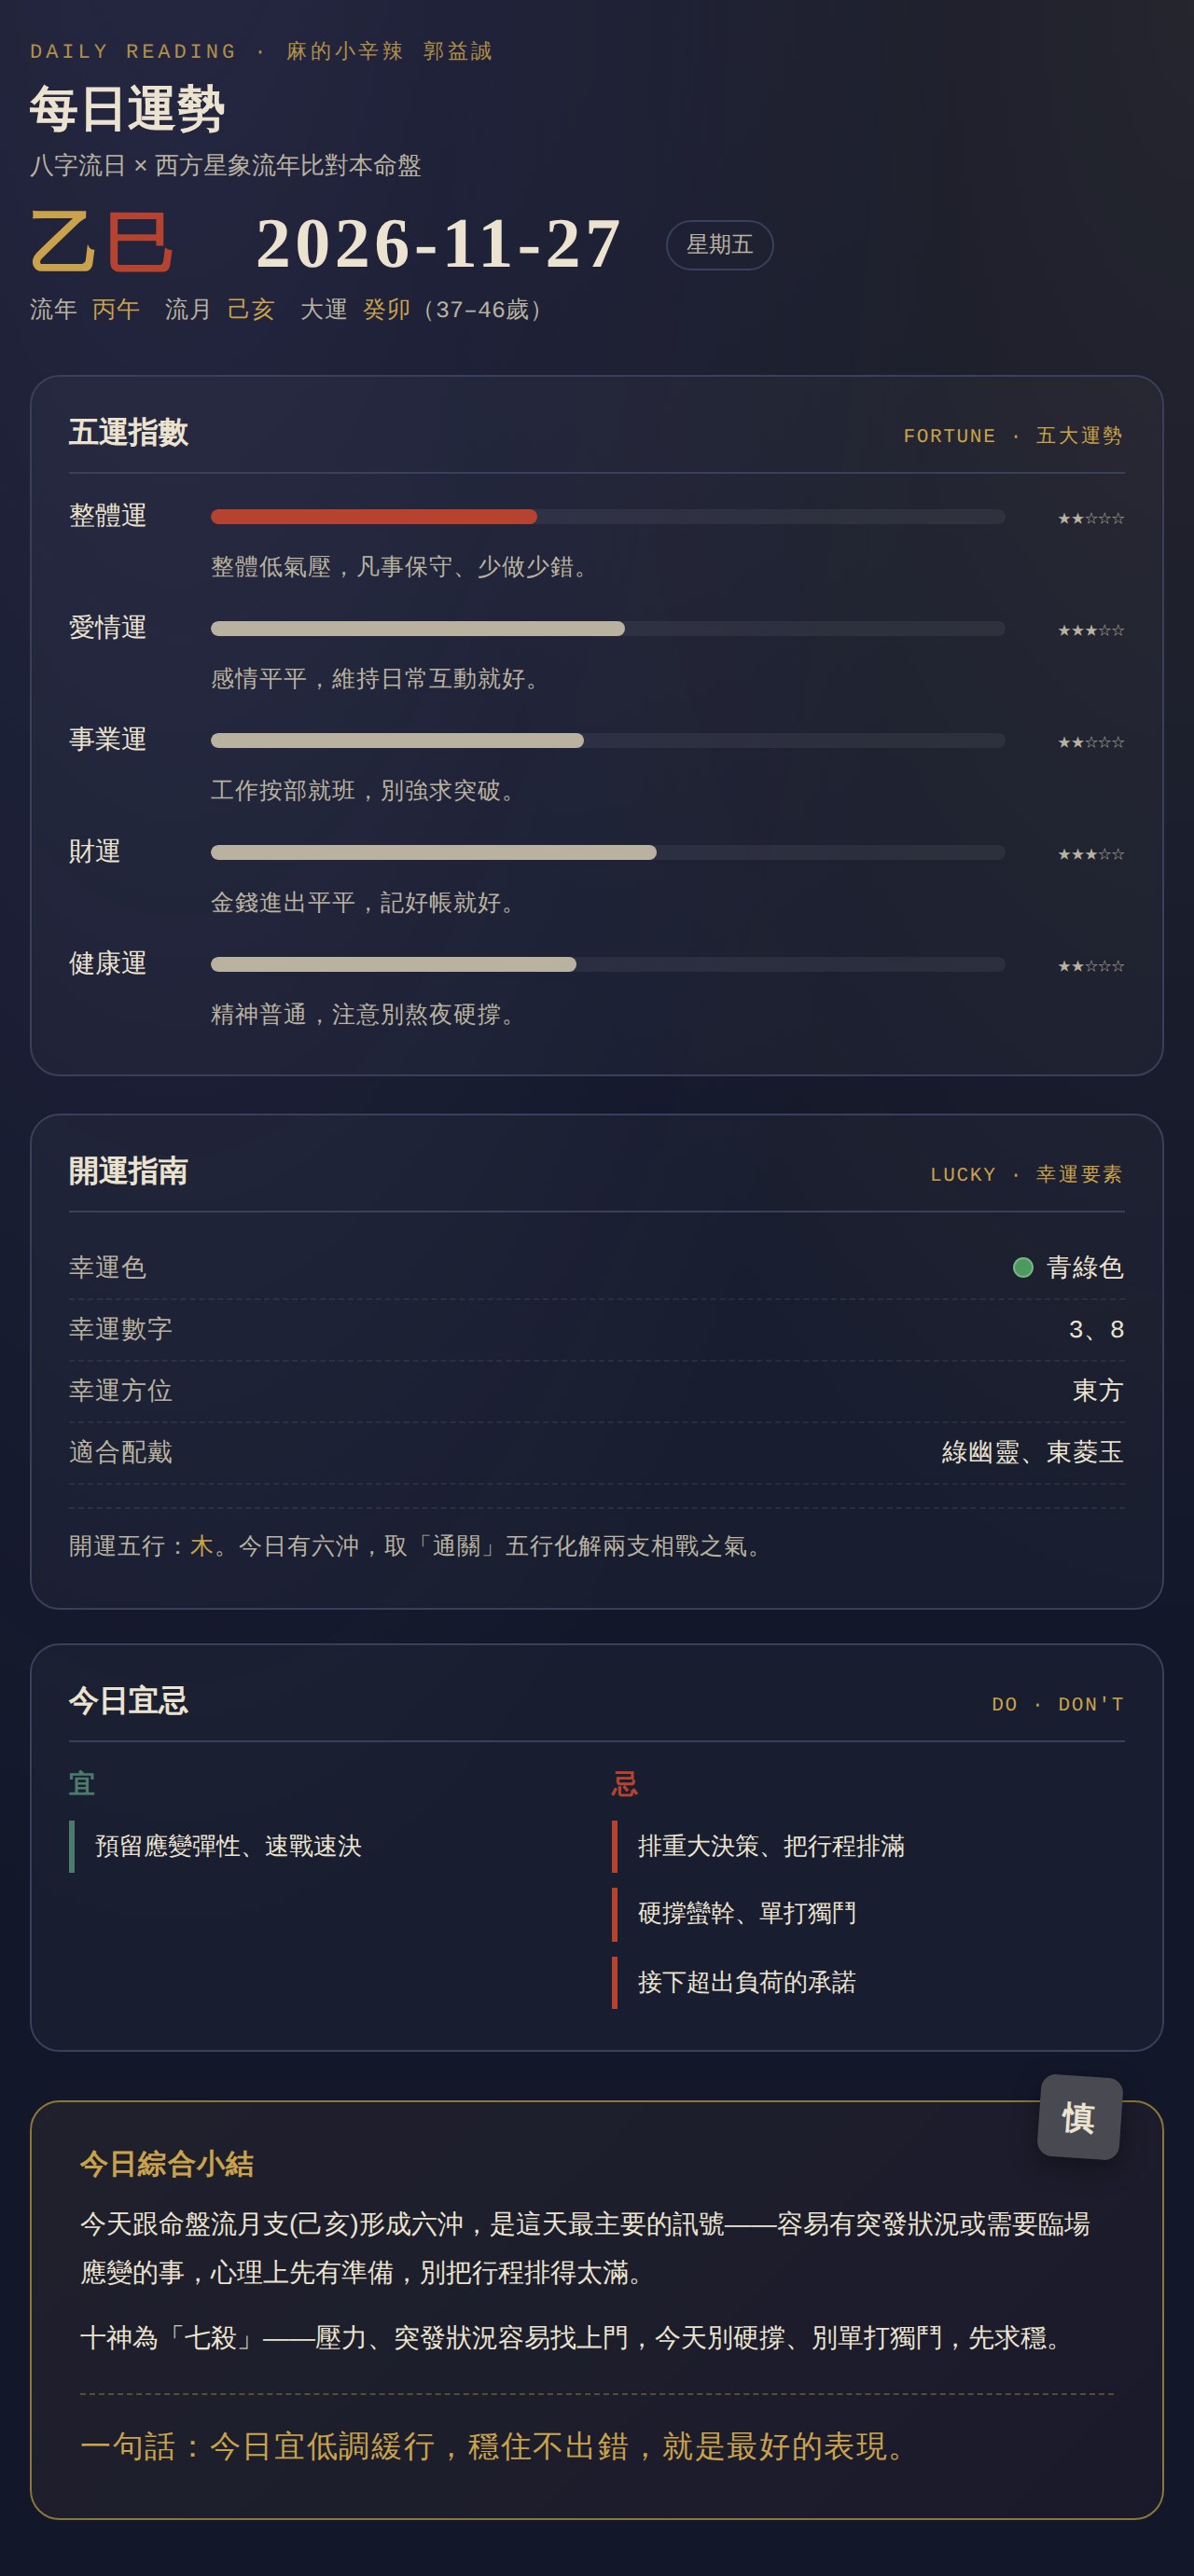 DAILY READING · 麻的小辛辣 郭益誠
每日運勢
八字流日 × 西方星象流年比對本命盤
乙巳 2026-11-27 星期五
流年 丙午 流月 己亥 大運 癸卯（37–46歲）
五運指數 FORTUNE · 五大運勢
整體運 ★★☆☆☆
整體低氣壓，凡事保守、少做少錯。
愛情運 ★★★☆☆
感情平平，維持日常互動就好。
事業運 ★★☆☆☆
工作按部就班，別強求突破。
財運 ★★★☆☆
金錢進出平平，記好帳就好。
健康運 ★★☆☆☆
精神普通，注意別熬夜硬撐。
開運指南 LUCKY · 幸運要素
幸運色 青綠色
幸運數字 3、8
幸運方位 東方
適合配戴 綠幽靈、東菱玉
開運五行：木。今日有六沖，取「通關」五行化解兩支相戰之氣。
今日宜忌 DO · DON'T
宜 忌
預留應變彈性、速戰速決 排重大決策、把行程排滿
硬撐蠻幹、單打獨鬥
接下超出負荷的承諾
慎
今日綜合小結
今天跟命盤流月支(己亥)形成六沖，是這天最主要的訊號——容易有突發狀況或需要臨場
應變的事，心理上先有準備，別把行程排得太滿。
十神為「七殺」——壓力、突發狀況容易找上門，今天別硬撐、別單打獨鬥，先求穩。
一句話：今日宜低調緩行，穩住不出錯，就是最好的表現。